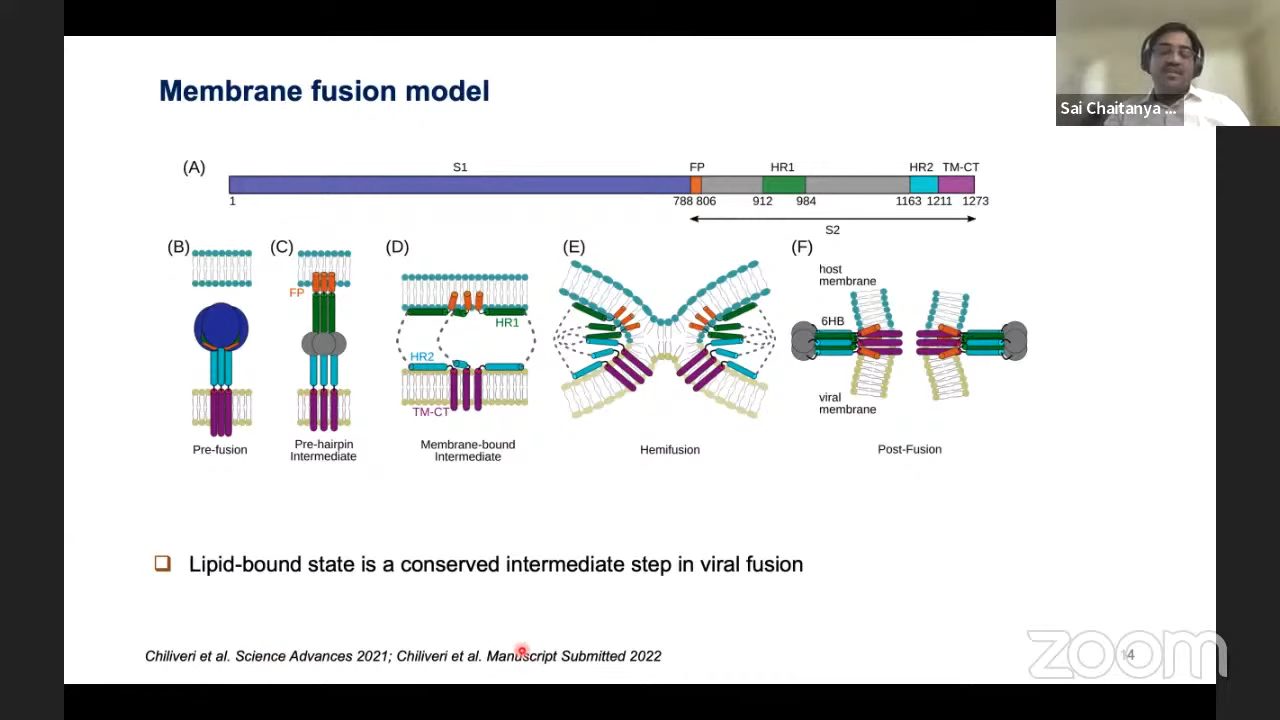 Membrane fusion model
Sai Chaitanya ...
(A)
S1
FP
HR1
HR2
TM-CT
1
788
806
912
984
1163
1211
1273
S2
(B)
(C)
(D)
(E)
(F)
FP
HR1
HR2
TM-CT
host
membrane
6HB
viral
membrane
Pre-fusion
Pre-hairpin
Intermediate
Membrane-bound
Intermediate
Hemifusion
Post-Fusion
Lipid-bound state is a conserved intermediate step in viral fusion
Chiliveri et al. Science Advances 2021; Chiliveri et al. Manuscript Submitted 2022
14
zoom